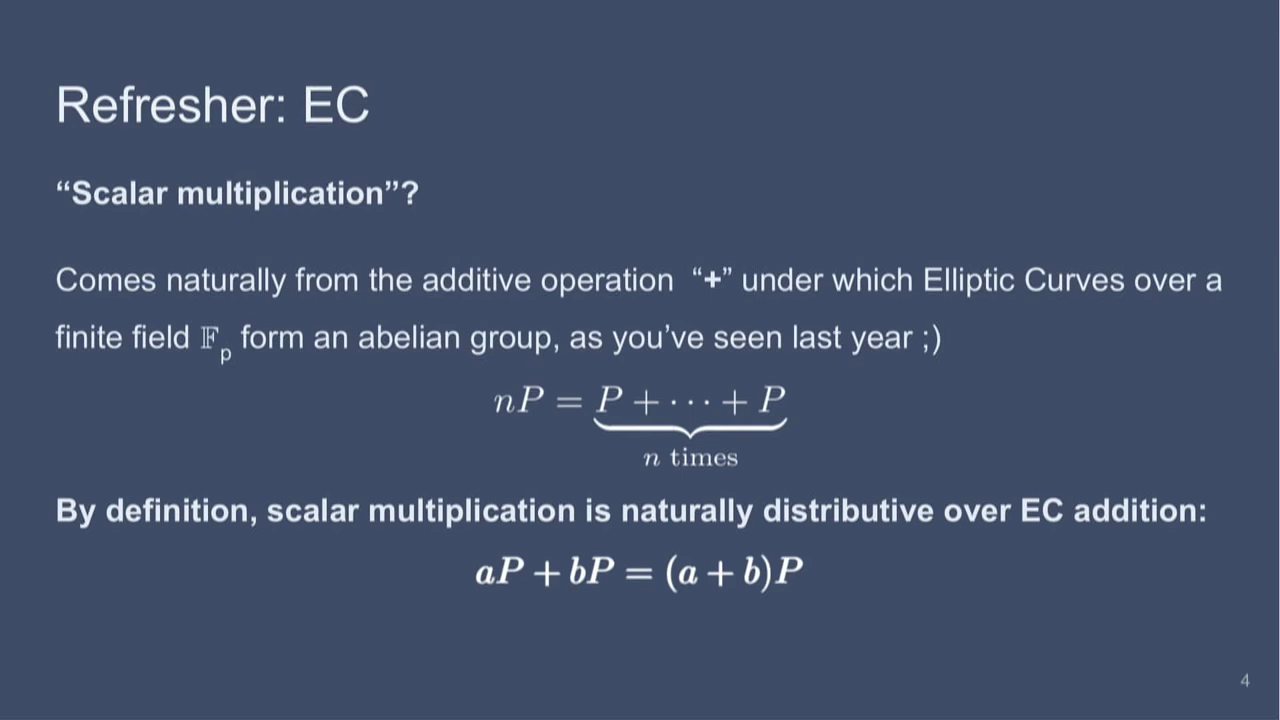 Refresher: EC
“Scalar multiplication”?
Comes naturally from the additive operation “+” under which Elliptic Curves over a
finite field 𝔽p form an abelian group, as you’ve seen last year ;)
nP = P + ⋯ + P
n times
By definition, scalar multiplication is naturally distributive over EC addition:
aP + bP = (a + b)P
4